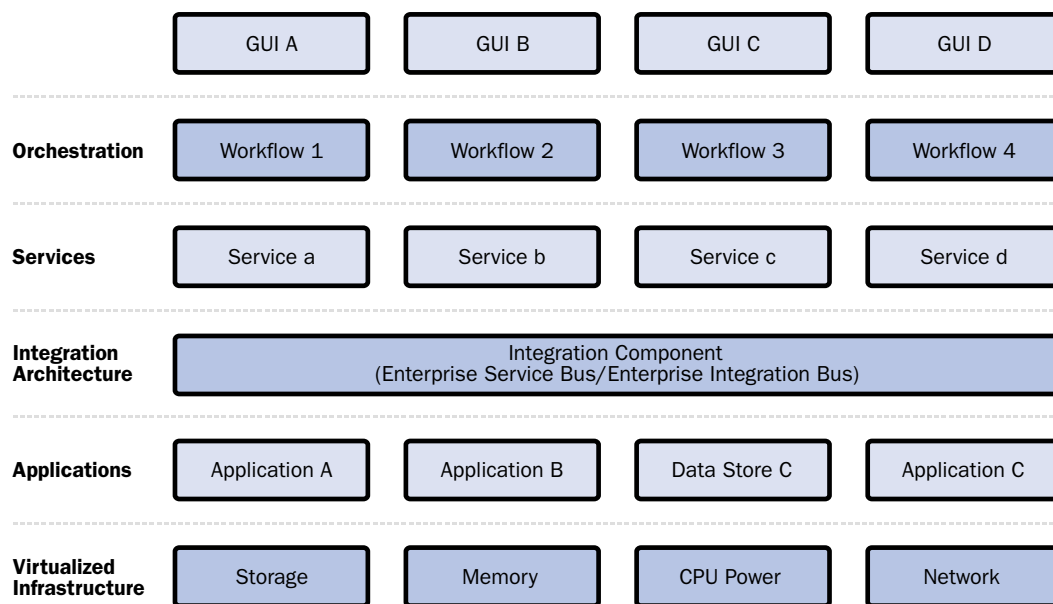 GUI A
GUI B
GUI C
GUI D
Orchestration
Workflow 1
Workflow 2
Workflow 3
Workflow 4
Services
Service a
Service b
Service c
Service d
Integration
Architecture
Integration Component
(Enterprise Service Bus/Enterprise Integration Bus)
Applications
Application A
Application B
Data Store C
Application C
Virtualized
Infrastructure
Storage
Memory
CPU Power
Network